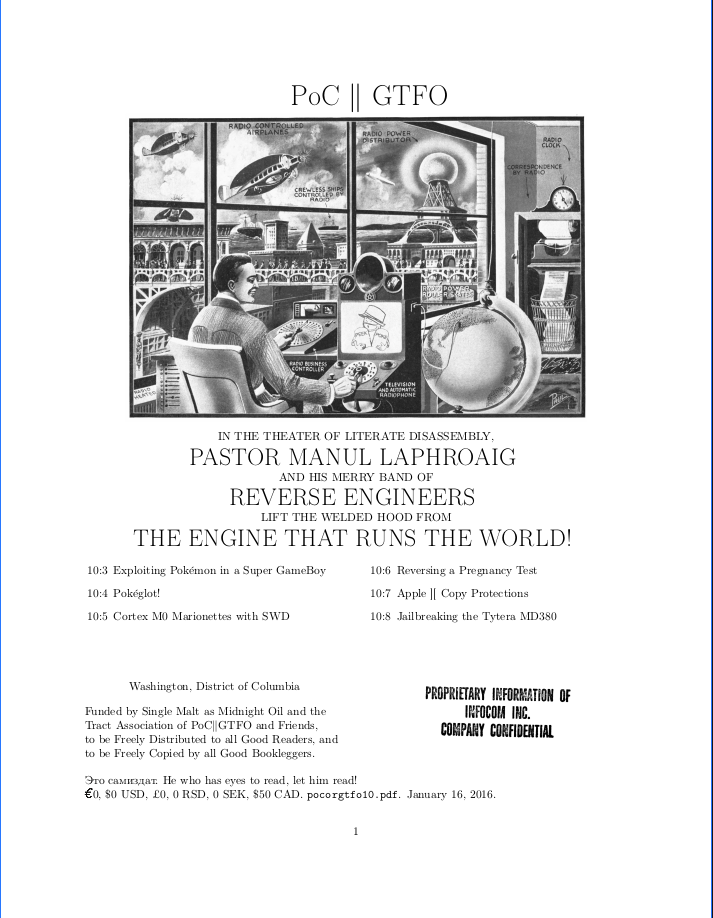 PoC || GTFO
RADIO CONTROLLED
AIRPLANES
RADIO POWER
DISTRIBUTOR
RADIO
CLOCK
CORRESPONDENCE
BY RADIO
CREWLESS SHIPS
CONTROLLED BY
RADIO
RADIO BUSINESS
CONTROLLER
TELEVISION
AND AUTOMATIC
RADIOPHONE
RADIO
HEATER
PAUL
IN THE THEATER OF LITERATE DISASSEMBLY,
PASTOR MANUL LAPHROAIG
AND HIS MERRY BAND OF
REVERSE ENGINEERS
LIFT THE WELDED HOOD FROM
THE ENGINE THAT RUNS THE WORLD!
10:3 Exploiting Pokémon in a Super GameBoy
10:4 Pokéglot!
10:5 Cortex M0 Marionettes with SWD
10:6 Reversing a Pregnancy Test
10:7 Apple ][ Copy Protections
10:8 Jailbreaking the Tytera MD380
Washington, District of Columbia
Funded by Single Malt as Midnight Oil and the
Tract Association of PoC||GTFO and Friends,
to be Freely Distributed to all Good Readers, and
to be Freely Copied by all Good Bookleggers.
PROPRIETARY INFORMATION OF
INFOCOM INC.
COMPANY CONFIDENTIAL
Это самиздат. He who has eyes to read, let him read!
€0, $0 USD, £0, 0 RSD, 0 SEK, $50 CAD. pocorgtfo10.pdf. January 16, 2016.
1